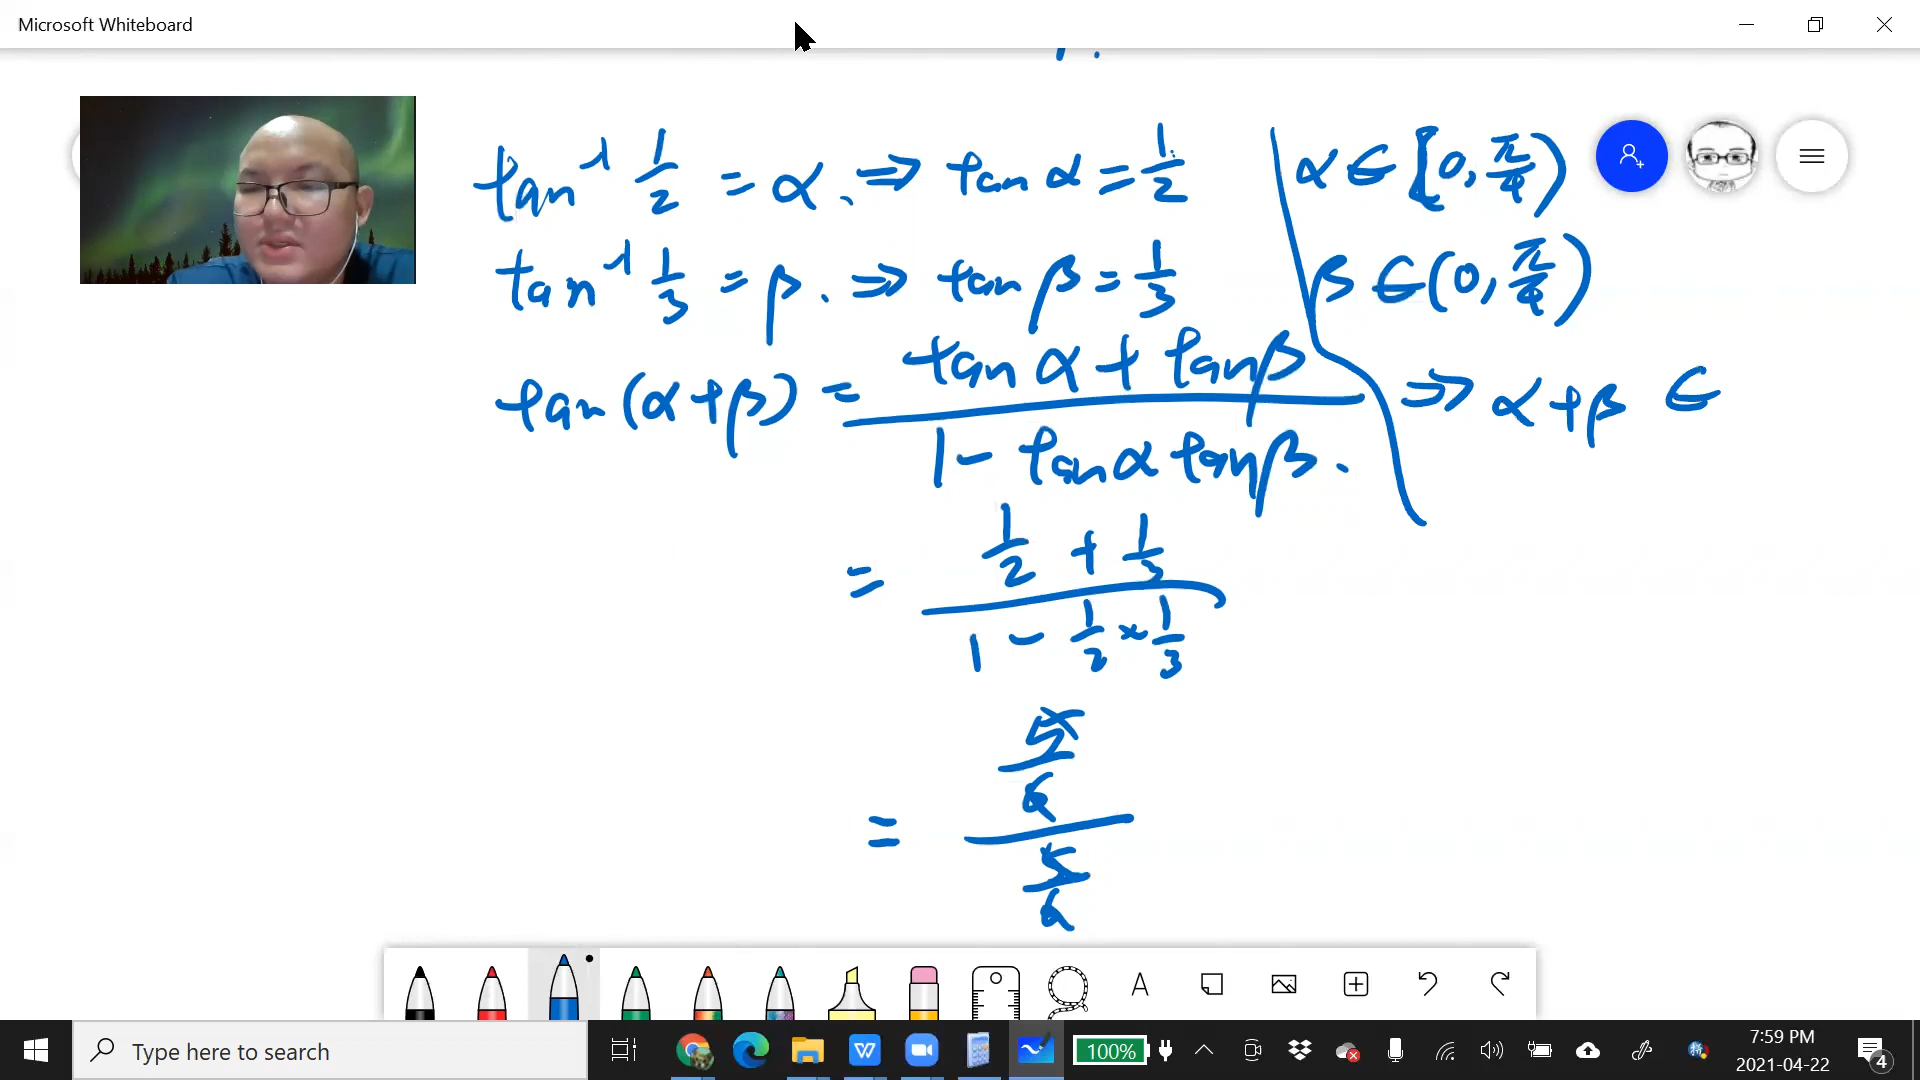 Microsoft Whiteboard
tan⁻¹ 1/2 = α. ⇒ tan α = 1/2
α ∈ [0, π/4)
tan⁻¹ 1/3 = β. ⇒ tan β = 1/3
β ∈ (0, π/4)
tan (α+β) = (tan α + tan β) / (1 - tan α tan β.)
⇒ α + β ∈
= (1/2 + 1/3) / (1 - 1/2 × 1/3)
= (5/6) / (5/6)
A
Type here to search
100%
7:59 PM
2021-04-22
4